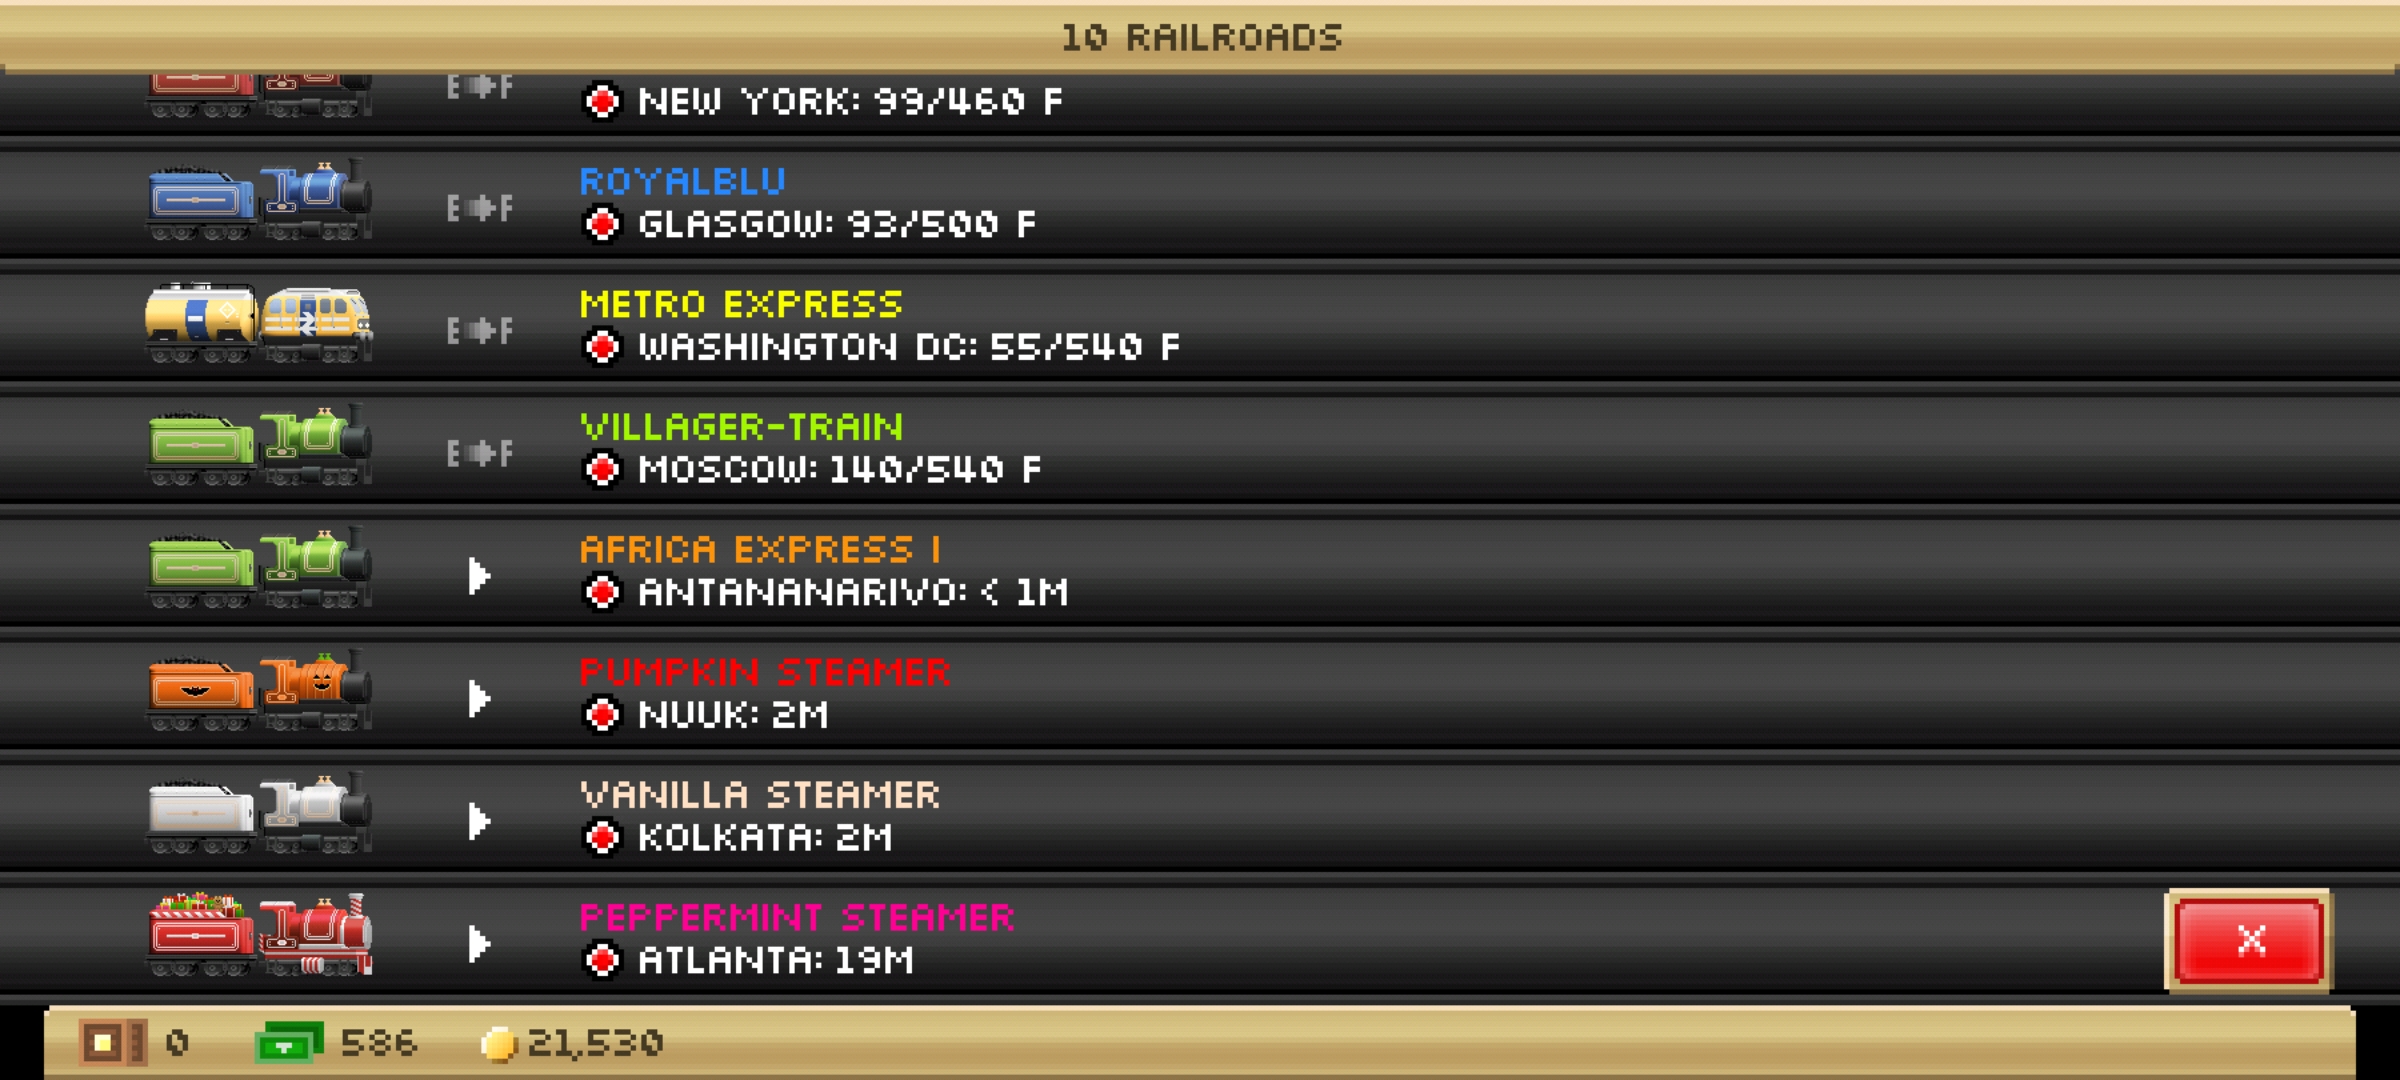 10 RAILROADS
E F
NEW YORK: 99/460 F
ROYALBLU
E F
GLASGOW: 93/500 F
METRO EXPRESS
E F
WASHINGTON DC: 55/540 F
VILLAGER-TRAIN
E F
MOSCOW: 140/540 F
AFRICA EXPRESS I
ANTANANARIVO: < 1M
PUMPKIN STEAMER
NUUK: 2M
VANILLA STEAMER
KOLKATA: 2M
PEPPERMINT STEAMER
ATLANTA: 19M
X
0 586 21,530